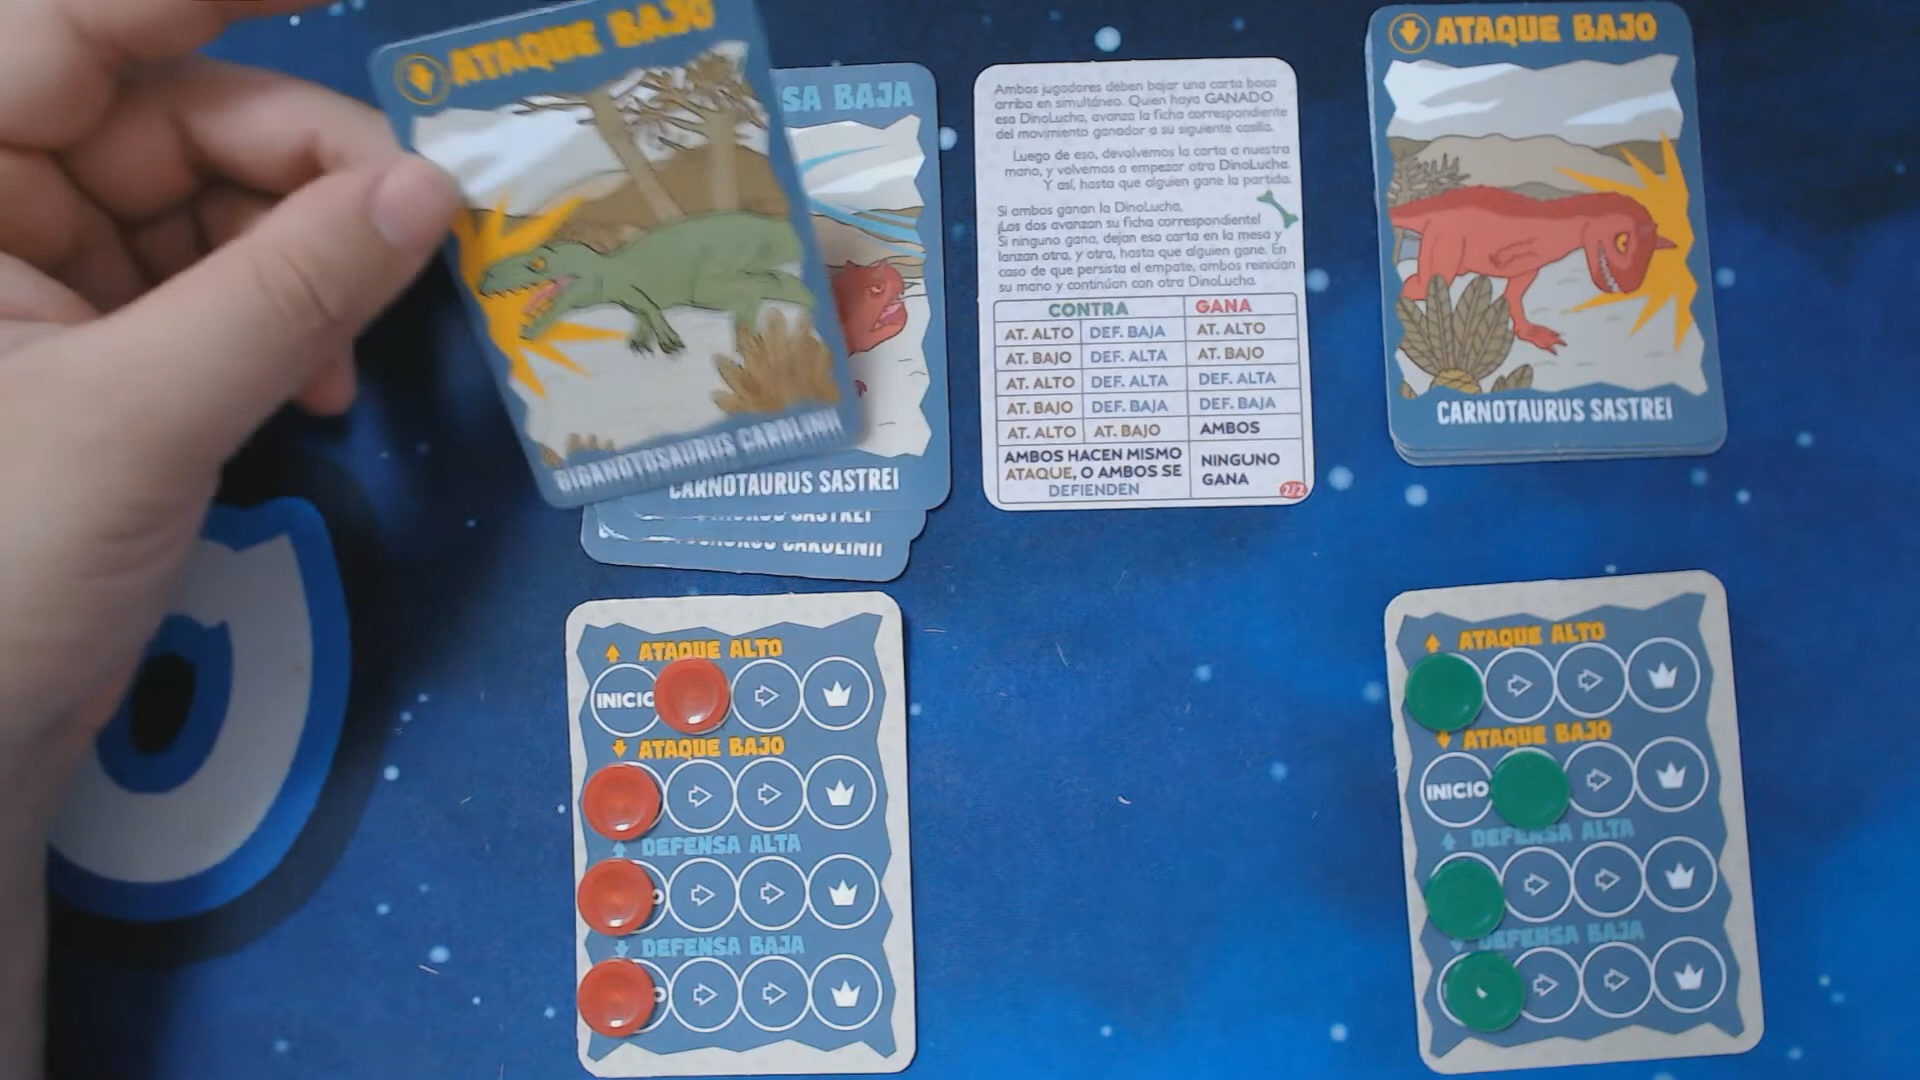 ATAQUE BAJO
GIGANOTOSAURUS CAROLINII
SA BAJA
CARNOTAURUS SASTREI
CAROLINII
Ambos jugadores deben bajar una carta boca
arriba en simultáneo. Quien haya GANADO
esa DinoLucha, avanza la ficha correspondiente
del movimiento ganador a su siguiente casilla.
Luego de eso, devolvemos la carta a nuestra
mano, y volvemos a empezar otra DinoLucha.
Y así, hasta que alguien gane la partida.
Si ambos ganan la DinoLucha,
¡Los dos avanzan su ficha correspondiente!
Si ninguno gana, dejan esa carta en la mesa y
lanzan otra, y otra, hasta que alguien gane. En
caso de que persista el empate, ambos reinician
su mano y continúan con otra DinoLucha.
CONTRA GANA
AT. ALTO DEF. BAJA AT. ALTO
AT. BAJO DEF. ALTA AT. BAJO
AT. ALTO DEF. ALTA DEF. ALTA
AT. BAJO DEF. BAJA DEF. BAJA
AT. ALTO AT. BAJO AMBOS
AMBOS HACEN MISMO
ATAQUE, O AMBOS SE
DEFIENDEN
NINGUNO
GANA
2/2
ATAQUE BAJO
CARNOTAURUS SASTREI
ATAQUE ALTO
INICIO
ATAQUE BAJO
DEFENSA ALTA
DEFENSA BAJA
ATAQUE ALTO
ATAQUE BAJO
INICIO
DEFENSA ALTA
DEFENSA BAJA